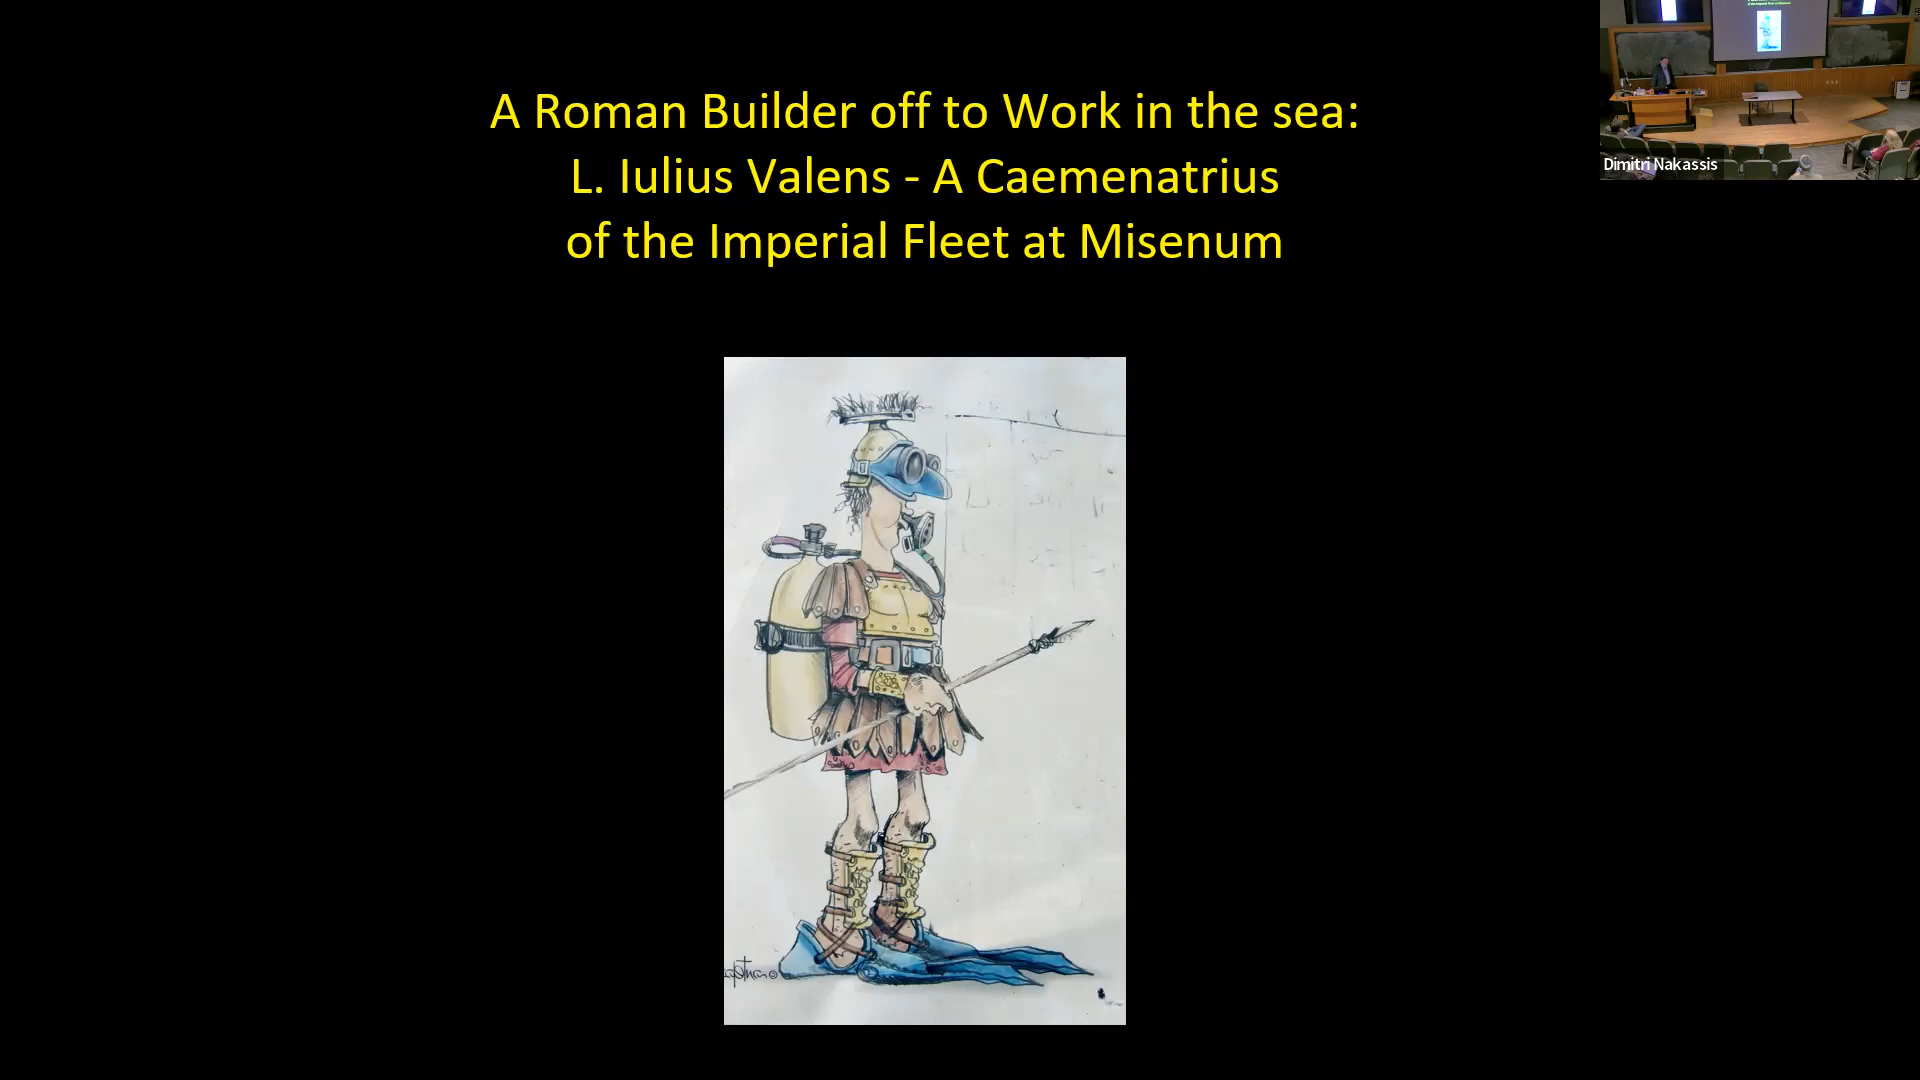 A Roman Builder off to Work in the sea:
L. Iulius Valens - A Caemenatrius
of the Imperial Fleet at Misenum
Dimitri Nakassis